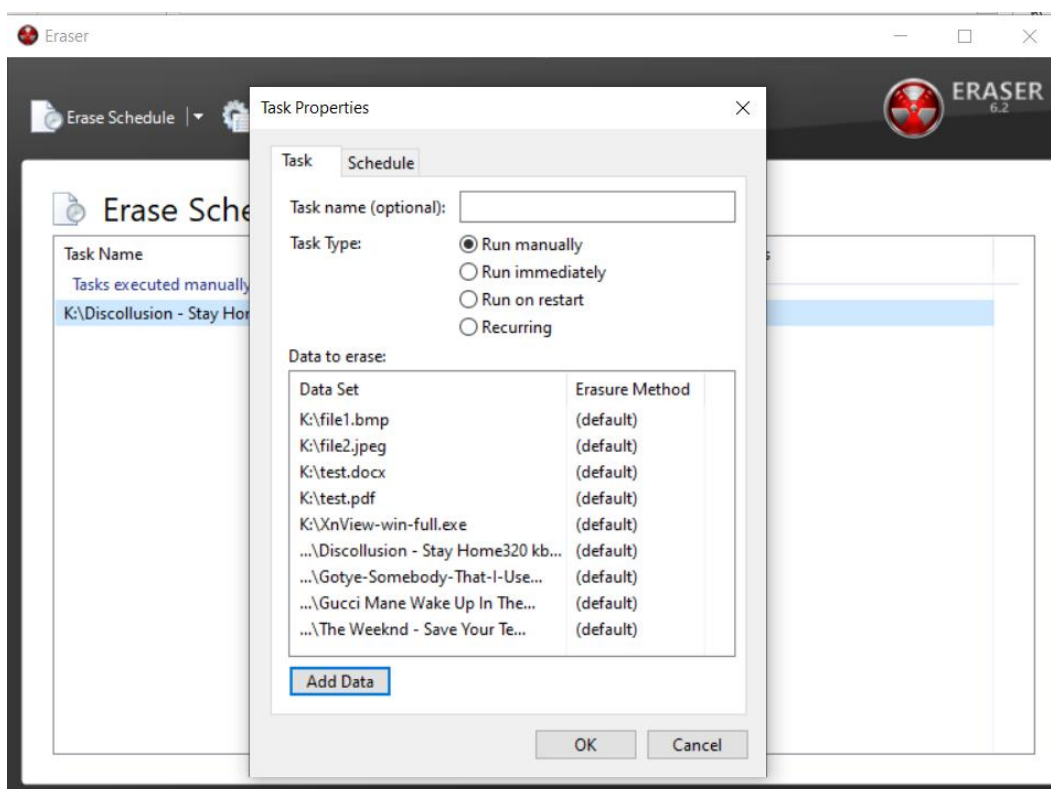 Eraser
Erase Schedule
ERASER
6.2
Task Properties
Task
Schedule
Erase Sche
Task name (optional):
Task Name
Task Type:
Run manually
s
Tasks executed manually
Run immediately
K:\Discollusion - Stay Hor
Run on restart
Recurring
Data to erase:
Data Set Erasure Method
K:\file1.bmp (default)
K:\file2.jpeg (default)
K:\test.docx (default)
K:\test.pdf (default)
K:\XnView-win-full.exe (default)
...\Discollusion - Stay Home320 kb... (default)
...\Gotye-Somebody-That-I-Use... (default)
...\Gucci Mane Wake Up In The... (default)
...\The Weeknd - Save Your Te... (default)
Add Data
OK Cancel